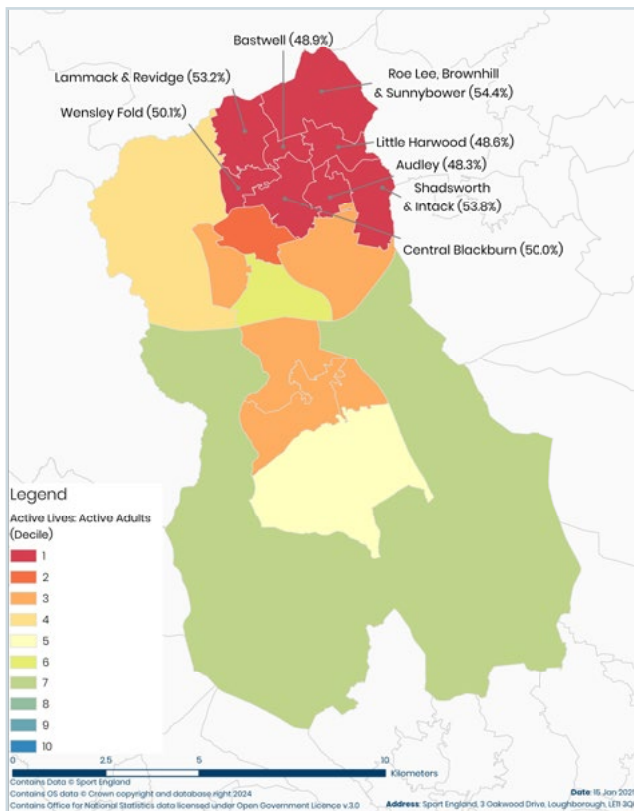 Bastwell (48.9%)
Lammack & Revidge (53.2%)
Roe Lee, Brownhill
& Sunnybower (54.4%)
Wensley Fold (50.1%)
Little Harwood (48.6%)
Audley (48.3%)
Shadsworth
& Intack (53.8%)
Central Blackburn (50.0%)
Legend
Active Lives: Active Adults
(Decile)
1
2
3
4
5
6
7
8
9
10
0 2.5 5 10
Kilometers
Contains Data © Sport England
Contains OS data © Crown copyright and database right 2024
Contains Office for National Statistics data licensed under Open Government Licence v.3.0
Date: 15 Jan 2025
Address: Sport England, 3 Oakwood Drive, Loughborough, LE11